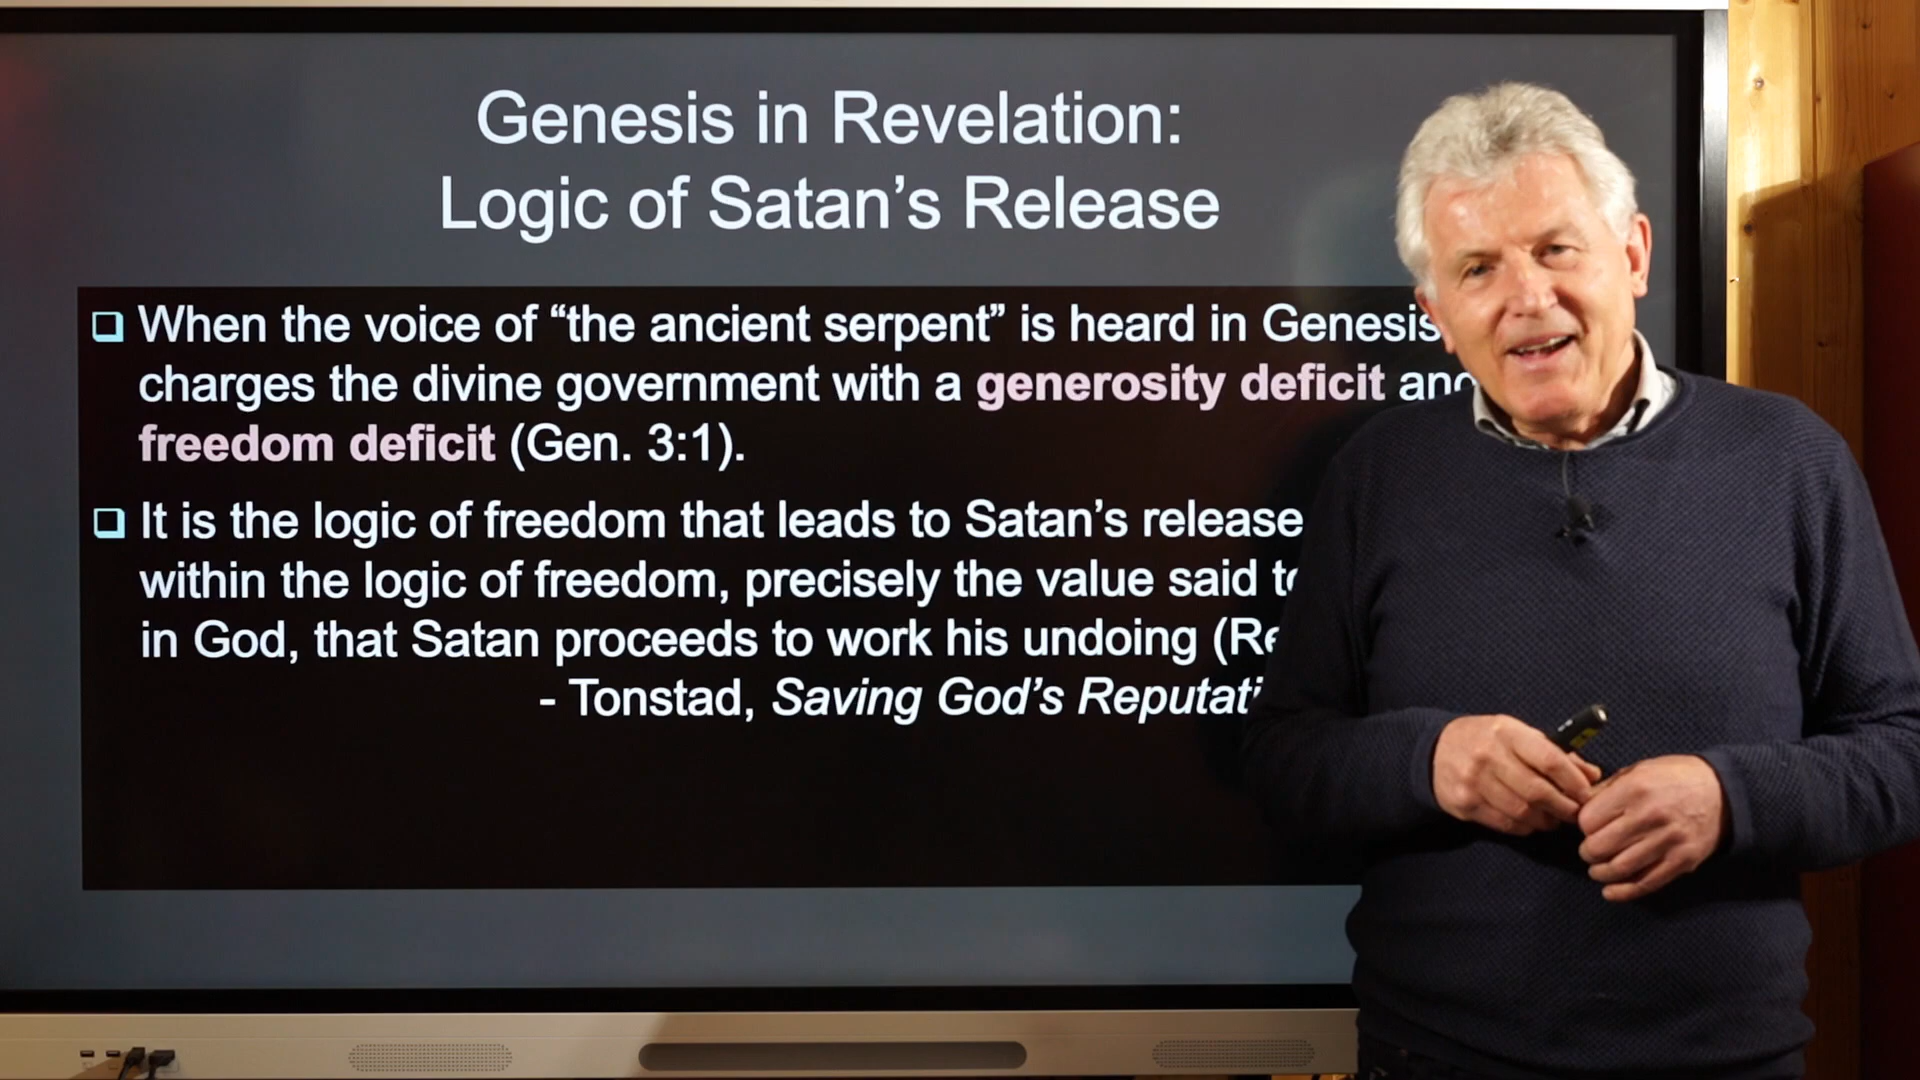 Genesis in Revelation:
Logic of Satan’s Release
When the voice of “the ancient serpent” is heard in Genesis
charges the divine government with a generosity deficit and
freedom deficit (Gen. 3:1).
It is the logic of freedom that leads to Satan’s release
within the logic of freedom, precisely the value said
in God, that Satan proceeds to work his undoing
- Tonstad, Saving God’s